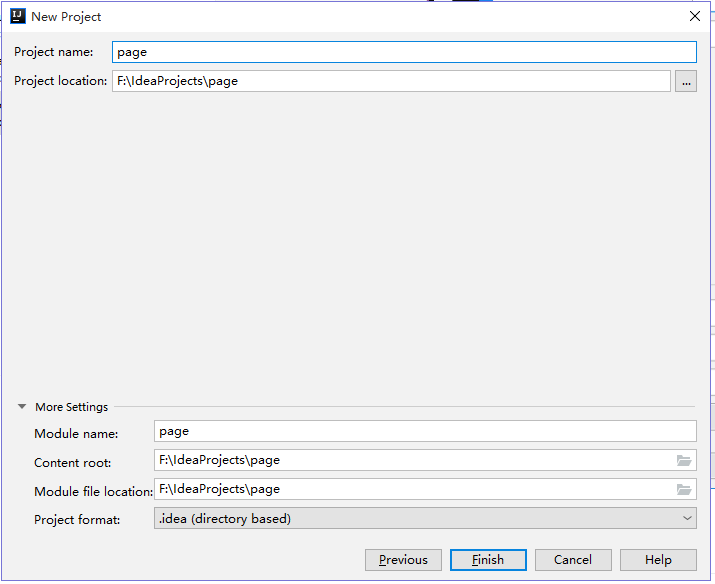 New Project
Project name: page
Project location: F:\IdeaProjects\page ...
More Settings
Module name: page
Content root: F:\IdeaProjects\page
Module file location: F:\IdeaProjects\page
Project format: .idea (directory based)
Previous Finish Cancel Help